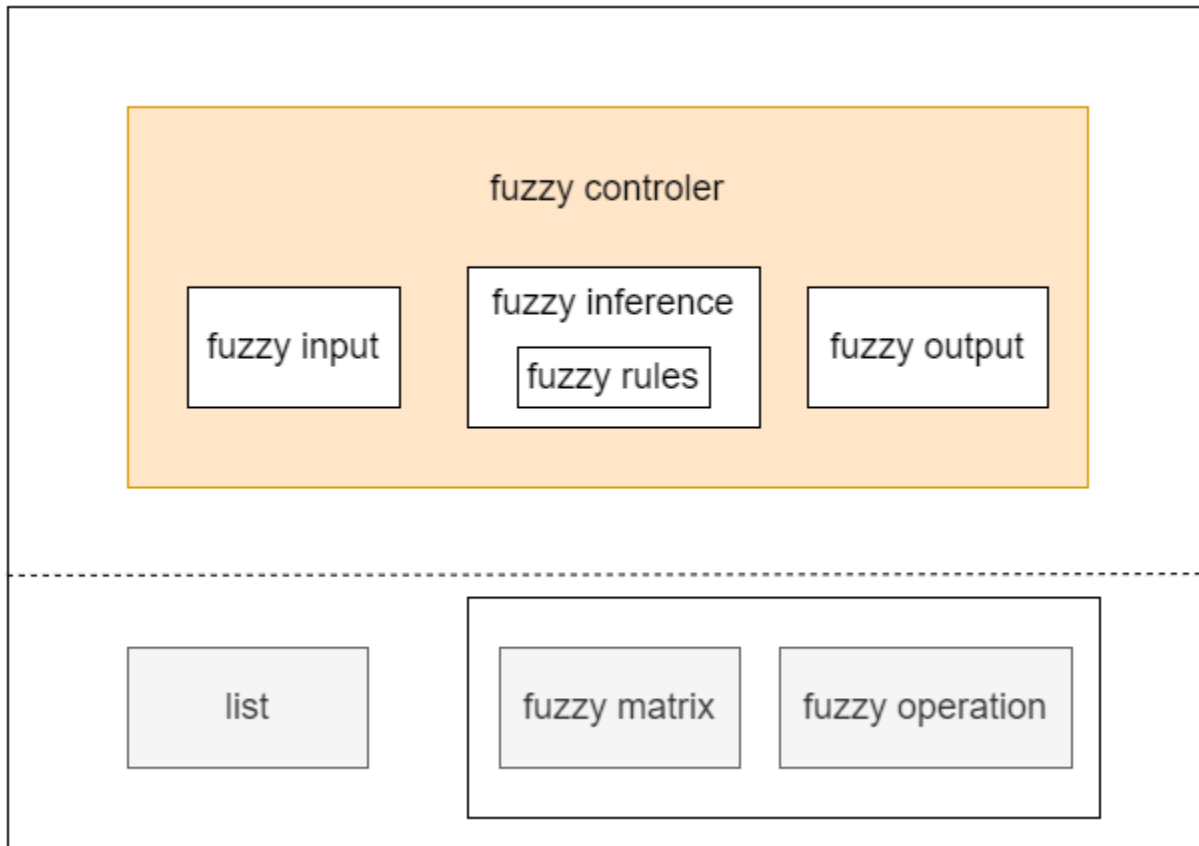 fuzzy controler
fuzzy input
fuzzy inference
fuzzy rules
fuzzy output
list
fuzzy matrix
fuzzy operation